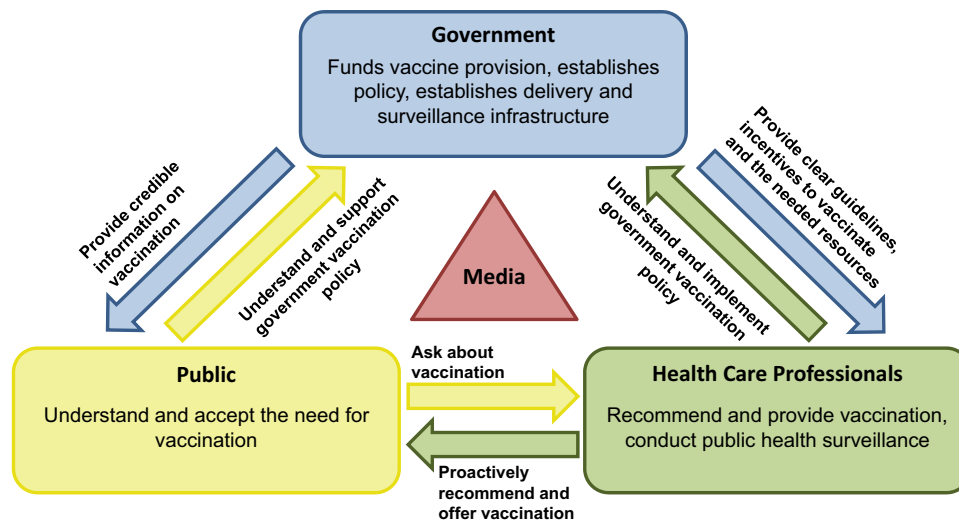 Government
Funds vaccine provision, establishes
policy, establishes delivery and
surveillance infrastructure
Provide credible
information on
vaccination
Understand and support
government vaccination
policy
Media
Understand and implement
government vaccination
policy
Provide clear guidelines,
incentives to vaccinate
and the needed resources
Public
Understand and accept the need for
vaccination
Ask about
vaccination
Proactively
recommend and
offer vaccination
Health Care Professionals
Recommend and provide vaccination,
conduct public health surveillance